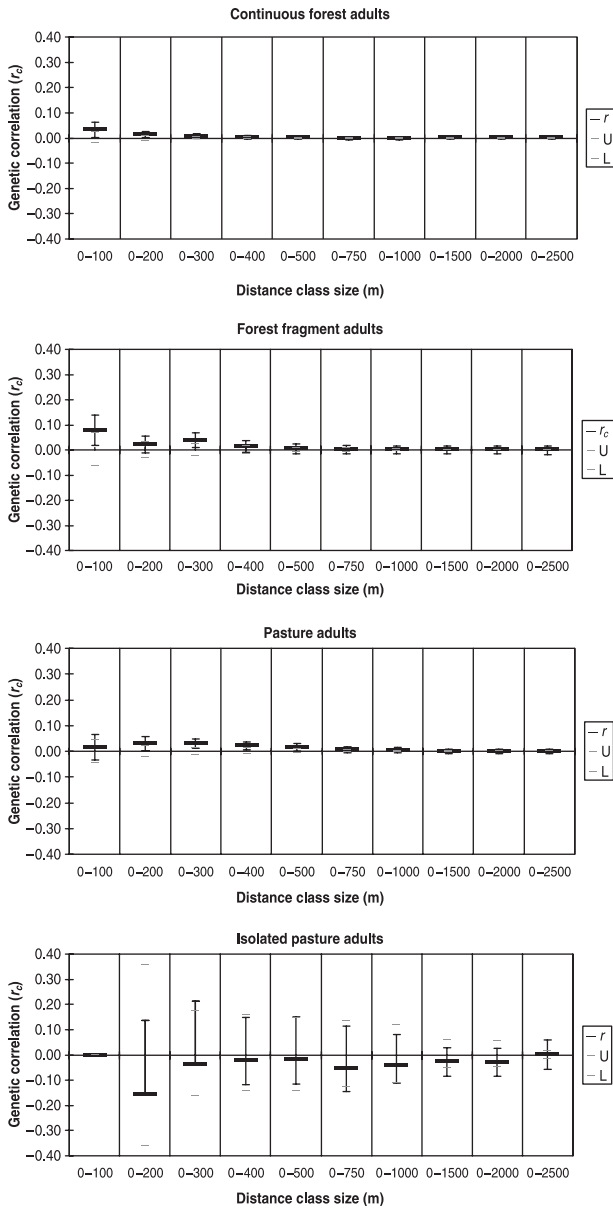 Continuous forest adults
Genetic correlation (rc)
0.40
0.30
0.20
0.10
0.00
−0.10
−0.20
−0.30
−0.40
0–100 0–200 0–300 0–400 0–500 0–750 0–1000 0–1500 0–2000 0–2500
Distance class size (m)
r
U
L
Forest fragment adults
Genetic correlation (rc)
0.40
0.30
0.20
0.10
0.00
−0.10
−0.20
−0.30
−0.40
0–100 0–200 0–300 0–400 0–500 0–750 0–1000 0–1500 0–2000 0–2500
Distance class size (m)
rc
U
L
Pasture adults
Genetic correlation (rc)
0.40
0.30
0.20
0.10
0.00
−0.10
−0.20
−0.30
−0.40
0–100 0–200 0–300 0–400 0–500 0–750 0–1000 0–1500 0–2000 0–2500
Distance class size (m)
r
U
L
Isolated pasture adults
Genetic correlation (rc)
0.40
0.30
0.20
0.10
0.00
−0.10
−0.20
−0.30
−0.40
0–100 0–200 0–300 0–400 0–500 0–750 0–1000 0–1500 0–2000 0–2500
Distance class size (m)
r
U
L